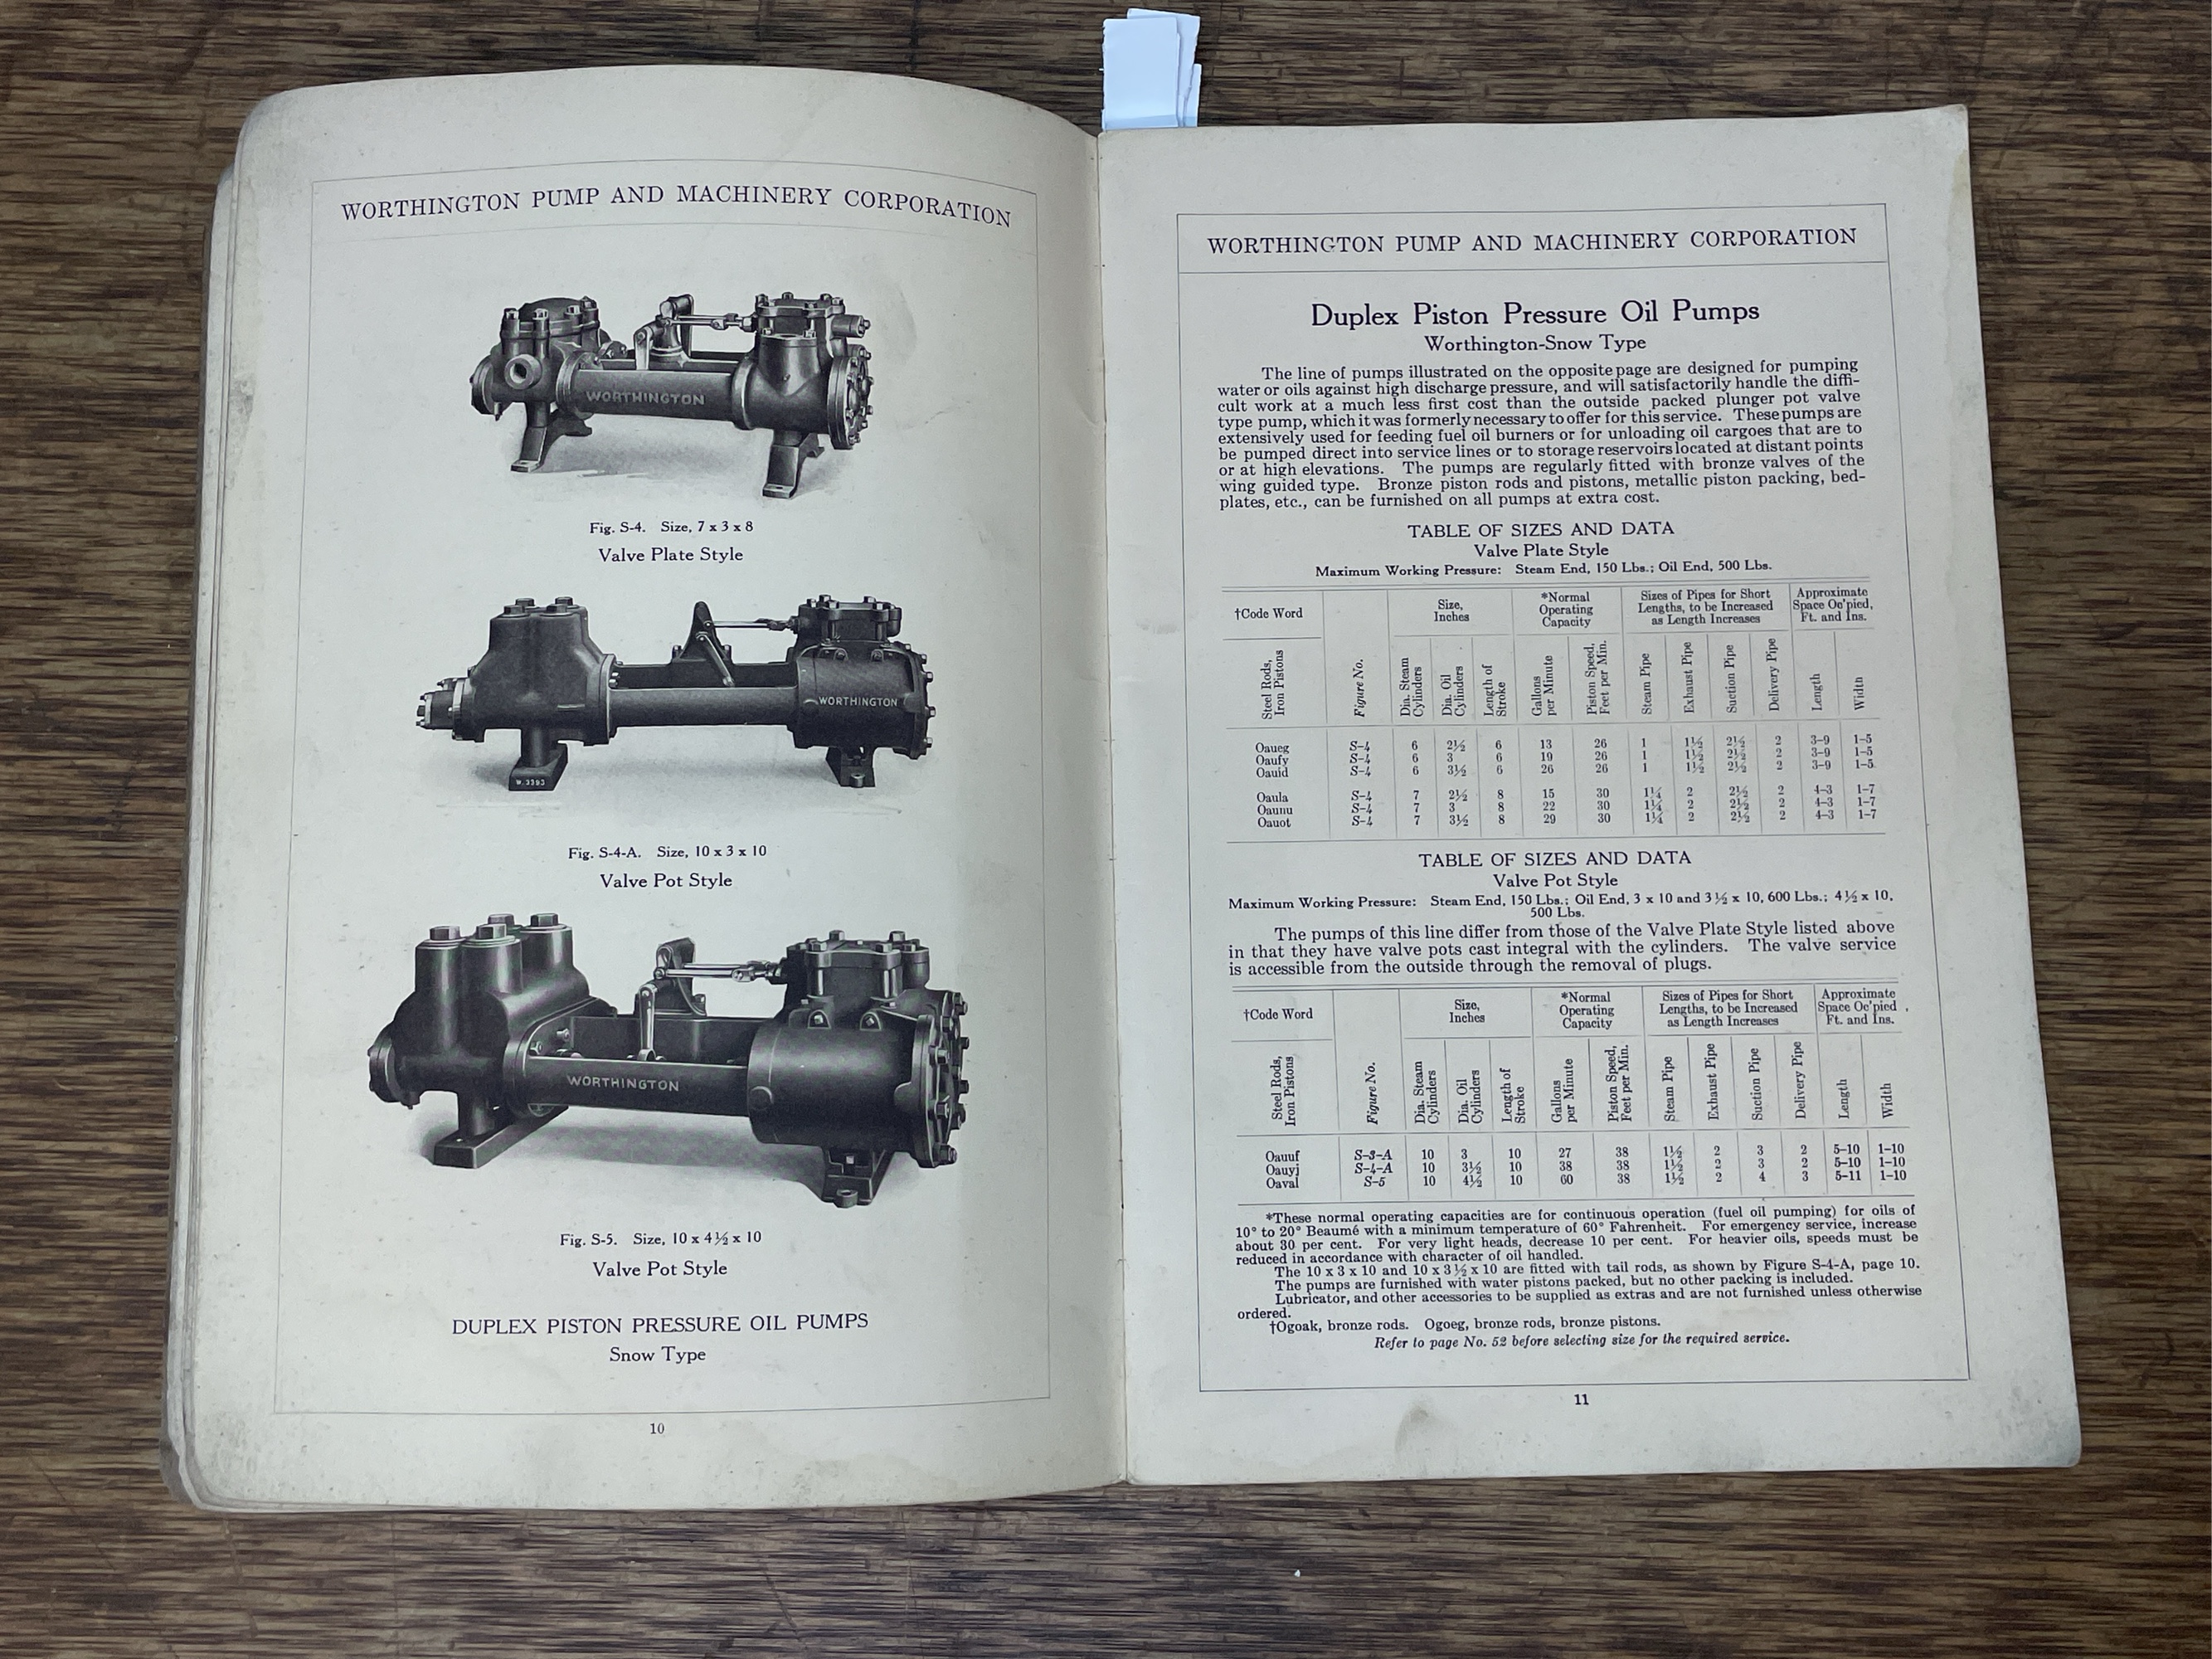 WORTHINGTON PUMP AND MACHINERY CORPORATION
WORTHINGTON
Fig. S-4. Size, 7 x 3 x 8
Valve Plate Style
WORTHINGTON
W. 3393
Fig. S-4-A. Size, 10 x 3 x 10
Valve Pot Style
WORTHINGTON
Fig. S-5. Size, 10 x 4½ x 10
Valve Pot Style
DUPLEX PISTON PRESSURE OIL PUMPS
Snow Type
10
WORTHINGTON PUMP AND MACHINERY CORPORATION
Duplex Piston Pressure Oil Pumps
Worthington-Snow Type
The line of pumps illustrated on the opposite page are designed for pumping
water or oils against high discharge pressure, and will satisfactorily handle the diffi-
cult work at a much less first cost than the outside packed plunger pot valve
type pump, which it was formerly necessary to offer for this service. These pumps are
extensively used for feeding fuel oil burners or for unloading oil cargoes that are to
be pumped direct into service lines or to storage reservoirs located at distant points
or at high elevations. The pumps are regularly fitted with bronze valves of the
wing guided type. Bronze piston rods and pistons, metallic piston packing, bed-
plates, etc., can be furnished on all pumps at extra cost.
TABLE OF SIZES AND DATA
Valve Plate Style
Maximum Working Pressure: Steam End, 150 Lbs.; Oil End, 500 Lbs.
†Code Word
Size, Inches
*Normal Operating Capacity
Sizes of Pipes for Short Lengths, to be Increased as Length Increases
Approximate Space Oc'pied, Ft. and Ins.
Steel Rods, Iron Pistons
Figure No.
Dia. Steam Cylinders
Dia. Oil Cylinders
Length of Stroke
Gallons per Minute
Piston Speed, Feet per Min.
Steam Pipe
Exhaust Pipe
Suction Pipe
Delivery Pipe
Length
Width
Oaueg S-4 6 2½ 6 13 26 1 1½ 2½ 2 3-9 1-5
Oaufy S-4 6 3 6 19 26 1 1½ 2½ 2 3-9 1-5
Oauid S-4 6 3½ 6 26 26 1 1½ 2½ 2 3-9 1-5
Oaula S-4 7 2½ 8 15 30 1¼ 2 2½ 2 4-3 1-7
Oaunu S-4 7 3 8 22 30 1¼ 2 2½ 2 4-3 1-7
Oauot S-4 7 3½ 8 29 30 1¼ 2 2½ 2 4-3 1-7
TABLE OF SIZES AND DATA
Valve Pot Style
Maximum Working Pressure: Steam End, 150 Lbs.; Oil End, 3 x 10 and 3½ x 10, 600 Lbs.; 4½ x 10,
500 Lbs.
The pumps of this line differ from those of the Valve Plate Style listed above
in that they have valve pots cast integral with the cylinders. The valve service
is accessible from the outside through the removal of plugs.
†Code Word
Size, Inches
*Normal Operating Capacity
Sizes of Pipes for Short Lengths, to be Increased as Length Increases
Approximate Space Oc'pied, Ft. and Ins.
Steel Rods, Iron Pistons
Figure No.
Dia. Steam Cylinders
Dia. Oil Cylinders
Length of Stroke
Gallons per Minute
Piston Speed, Feet per Min.
Steam Pipe
Exhaust Pipe
Suction Pipe
Delivery Pipe
Length
Width
Oauuf S-3-A 10 3 10 27 38 1½ 2 3 2 5-10 1-10
Oauyj S-4-A 10 3½ 10 38 38 1½ 2 3 2 5-10 1-10
Oaval S-5 10 4½ 10 60 38 1½ 2 4 3 5-11 1-10
*These normal operating capacities are for continuous operation (fuel oil pumping) for oils of
10° to 20° Beaumé with a minimum temperature of 60° Fahrenheit. For emergency service, increase
about 30 per cent. For very light heads, decrease 10 per cent. For heavier oils, speeds must be
reduced in accordance with character of oil handled.
The 10 x 3 x 10 and 10 x 3½ x 10 are fitted with tail rods, as shown by Figure S-4-A, page 10.
The pumps are furnished with water pistons packed, but no other packing is included.
Lubricator, and other accessories to be supplied as extras and are not furnished unless otherwise
ordered.
†Ogoak, bronze rods. Ogoeg, bronze rods, bronze pistons.
Refer to page No. 52 before selecting size for the required service.
11